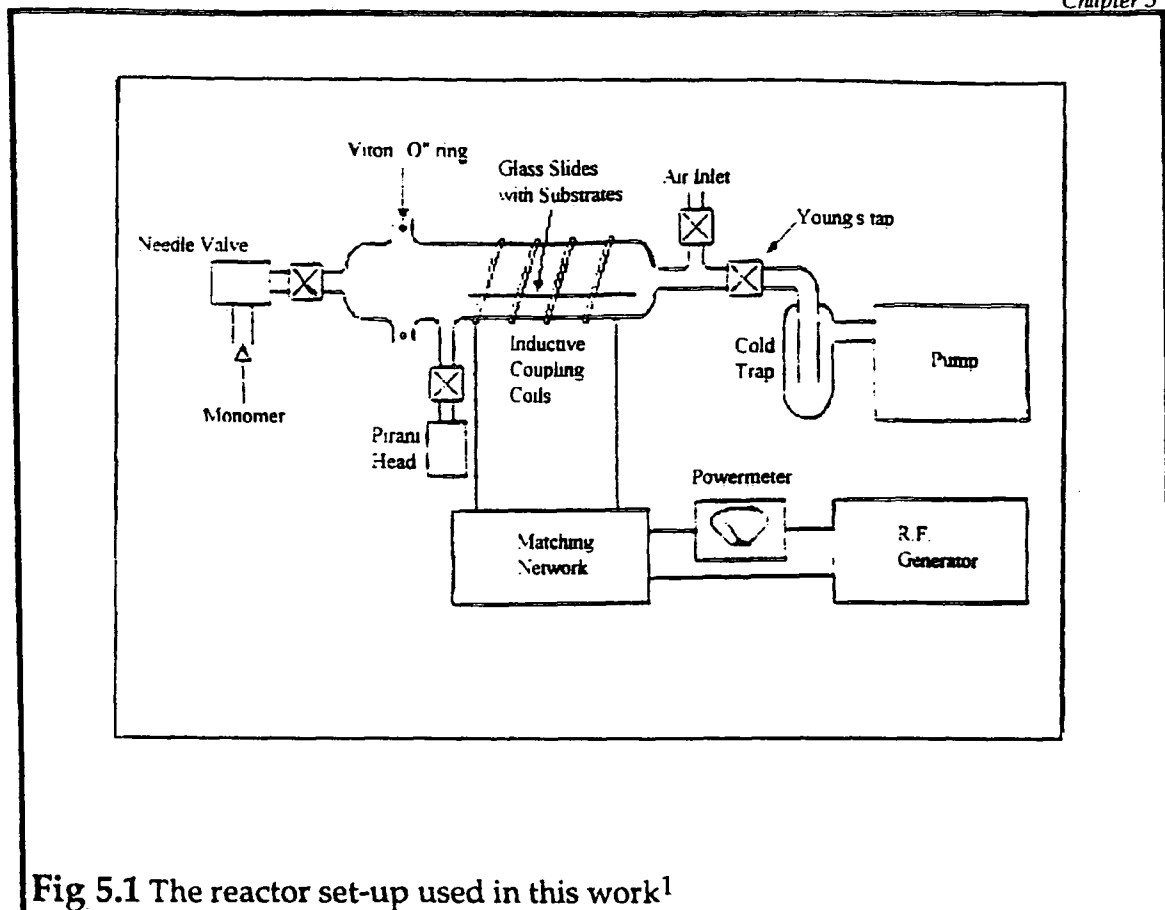 Chapter 5
Viton "O" ring
Glass Slides
with Substrates
Air Inlet
Young's tap
Needle Valve
Inductive
Coupling
Coils
Cold
Trap
Pump
Monomer
Pirani
Head
Powermeter
Matching
Network
R.F.
Generator
Fig 5.1 The reactor set-up used in this work1